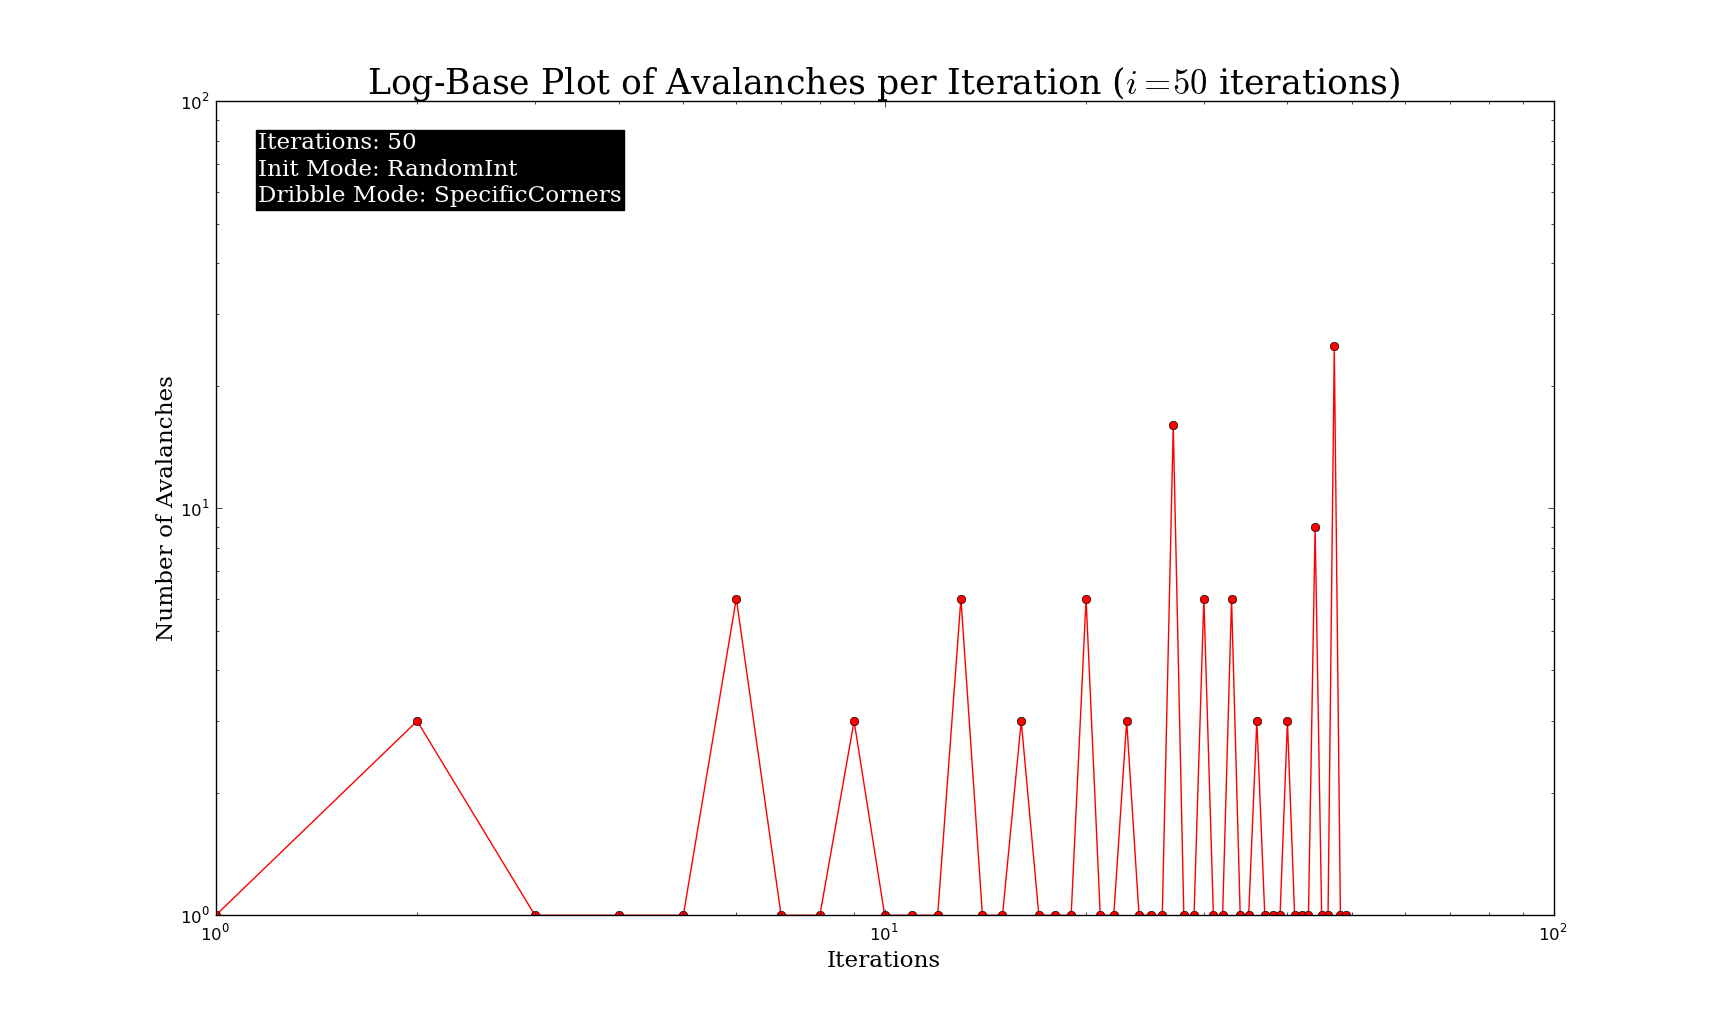 Log-Base Plot of Avalanches per Iteration (i=50 iterations)
10²
Iterations: 50
Init Mode: RandomInt
Dribble Mode: SpecificCorners
Number of Avalanches
10¹
10⁰
10⁰ 10¹ 10²
Iterations